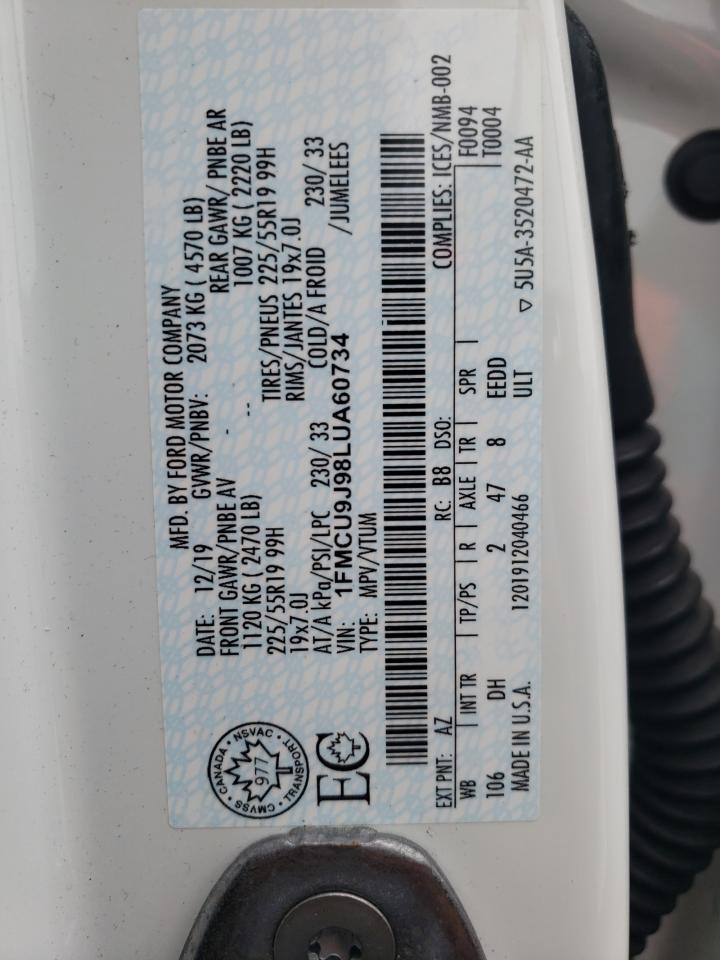 MFD. BY FORD MOTOR COMPANY
DATE: 12/19 GVWR/PNBV: 2073 KG ( 4570 LB)
FRONT GAWR/PNBE AV REAR GAWR/ PNBE AR
1120 KG ( 2470 LB) - -- 1007 KG ( 2220 LB)
225/55R19 99H TIRES/PNEUS 225/55R19 99H
19x7.0J RIMS/JANTES 19x7.0J
AT/A kPa/PSI/LPC 230/ 33 COLD/A FROID 230/ 33
VIN: 1FMCU9J98LUA60734 /JUMELEES
TYPE: MPV/VTUM
CANADA • NSVAC • TRANSPORT • CMVSS •
977
EC
EXT PNT: AZ RC: B8 DSO: COMPLIES: ICES/NMB-002
WB | INT TR | TP/PS | R | AXLE | TR | SPR | F0094
106 DH 2 47 8 EEDD T0004
MADE IN U.S.A. 1201912040466 ULT ▽ 5U5A-3520472-AA